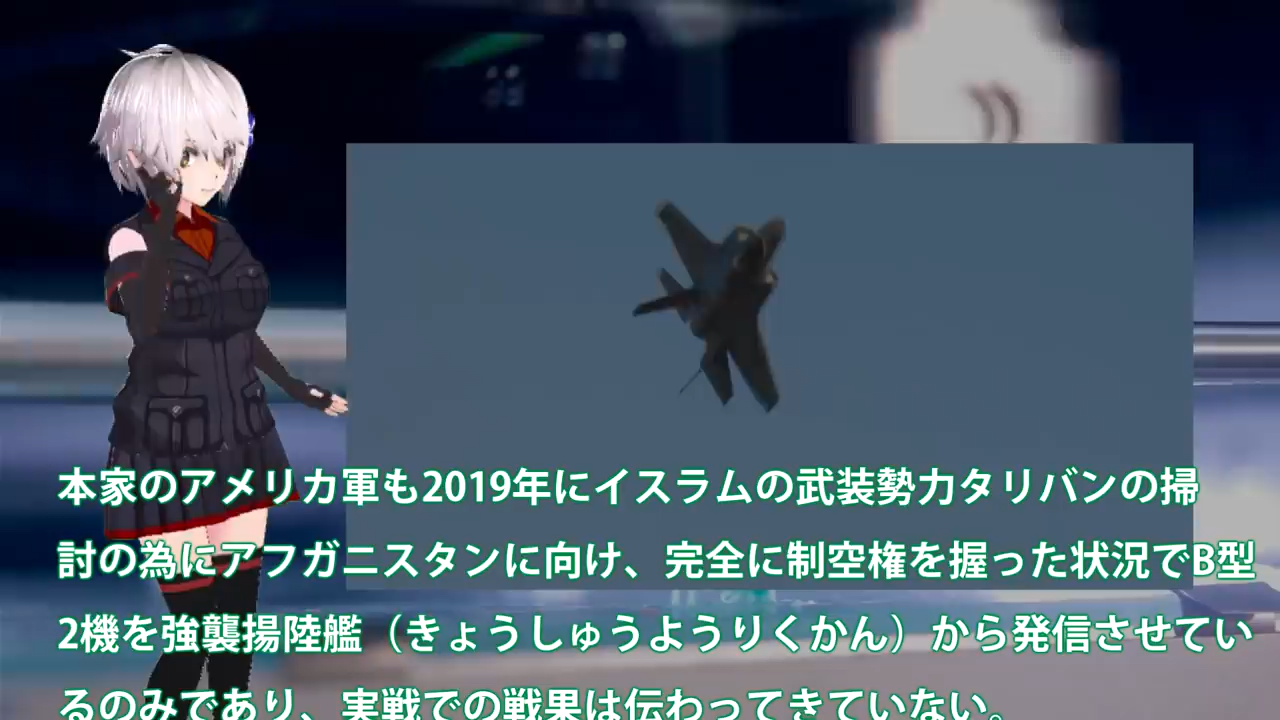 本家のアメリカ軍も2019年にイスラムの武装勢力タリバンの掃
討の為にアフガニスタンに向け、完全に制空権を握った状況でB型
2機を強襲揚陸艦（きょうしゅうようりくかん）から発信させてい
るのみであり、実戦での戦果は伝わってきていない。